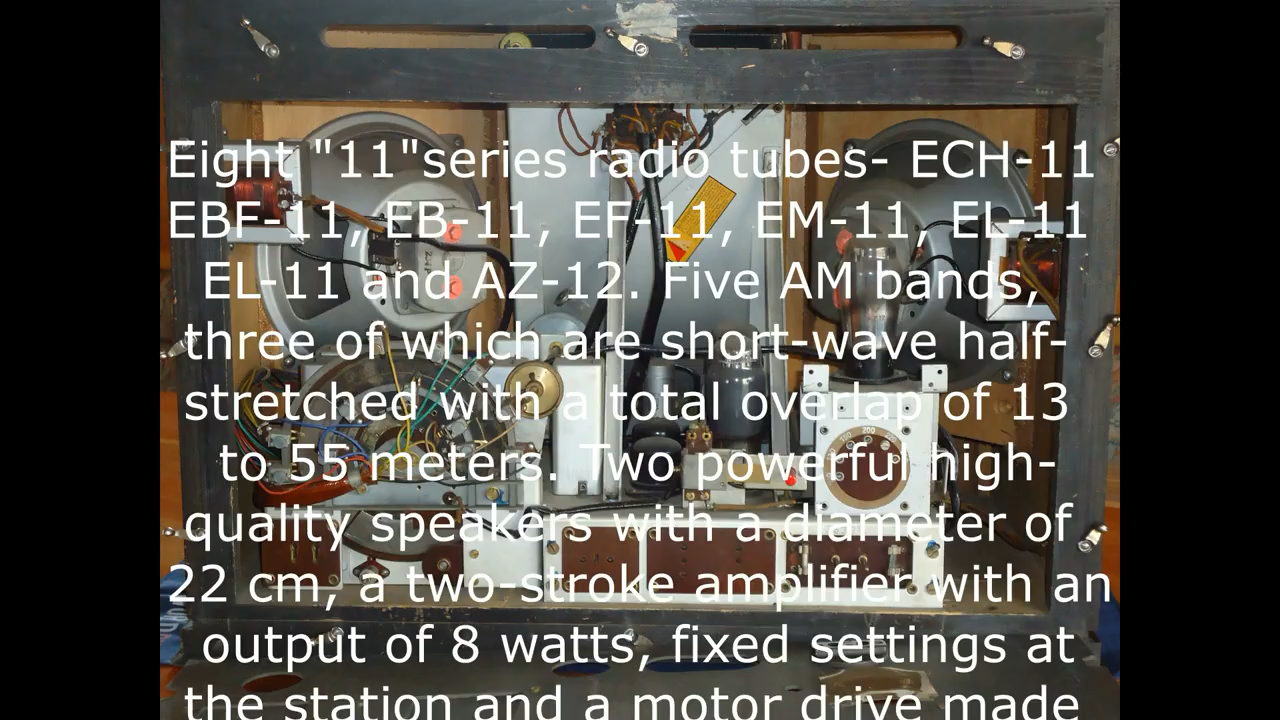 Eight "11"series radio tubes- ECH-11
EBF-11, EB-11, EF-11, EM-11, EL-11
EL-11 and AZ-12. Five AM bands,
three of which are short-wave half-
stretched with a total overlap of 13
to 55 meters. Two powerful high-
quality speakers with a diameter of
22 cm, a two-stroke amplifier with an
output of 8 watts, fixed settings at
the station and a motor drive made
200